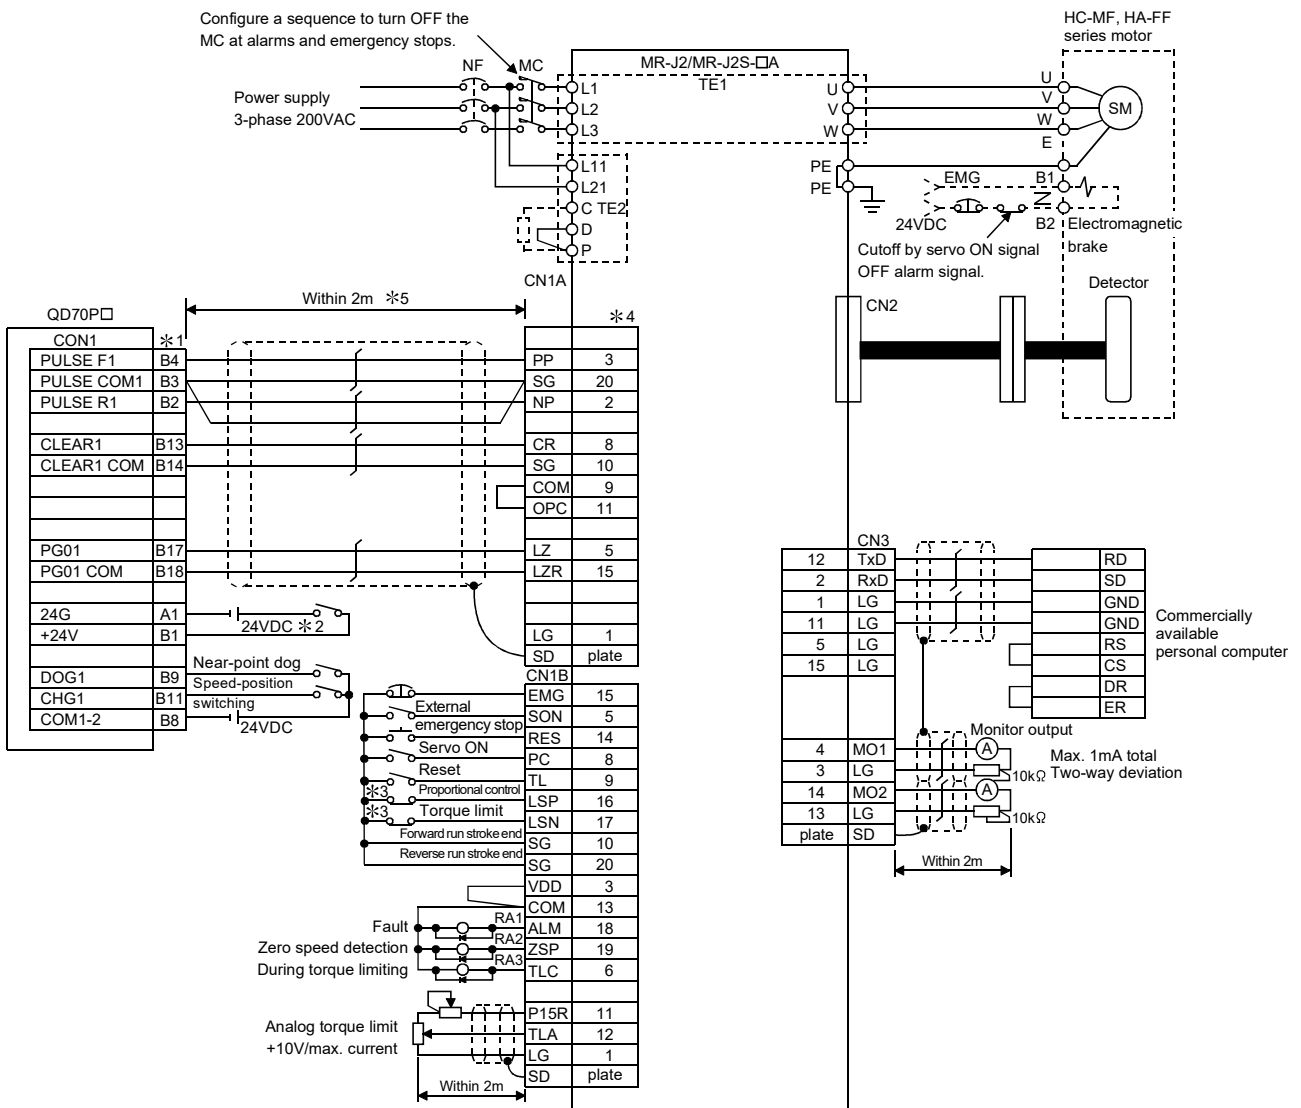 Configure a sequence to turn OFF the
MC at alarms and emergency stops.
HC-MF, HA-FF
series motor
NF
MC
MR-J2/MR-J2S-□A
TE1
Power supply
3-phase 200VAC
L1
L2
L3
U
V
W
U
V
W
E
SM
L11
L21
C TE2
D
P
PE
PE
EMG
B1
24VDC
B2
Electromagnetic
brake
Cutoff by servo ON signal
OFF alarm signal.
CN1A
Detector
CN2
QD70P□
Within 2m ✻5
✻4
CON1
✻1
PULSE F1 B4
PULSE COM1 B3
PULSE R1 B2
CLEAR1 B13
CLEAR1 COM B14
PG01 B17
PG01 COM B18
24G A1
+24V B1
DOG1 B9
CHG1 B11
COM1-2 B8
24VDC ✻2
Near-point dog
Speed-position
switching
24VDC
PP 3
SG 20
NP 2
CR 8
SG 10
COM 9
OPC 11
LZ 5
LZR 15
LG 1
SD plate
CN1B
EMG 15
SON 5
RES 14
PC 8
TL 9
LSP 16
LSN 17
SG 10
SG 20
VDD 3
COM 13
ALM 18
ZSP 19
TLC 6
P15R 11
TLA 12
LG 1
SD plate
External
emergency stop
Servo ON
Reset
Proportional control
✻3
✻3
Torque limit
Forward run stroke end
Reverse run stroke end
Fault
RA1
Zero speed detection
RA2
During torque limiting
RA3
Analog torque limit
+10V/max. current
Within 2m
CN3
12 TxD
2 RxD
1 LG
11 LG
5 LG
15 LG
RD
SD
GND
GND
RS
CS
DR
ER
Commercially
available
personal computer
Monitor output
4 MO1
3 LG
14 MO2
13 LG
plate SD
A
10kΩ
A
10kΩ
Max. 1mA total
Two-way deviation
Within 2m